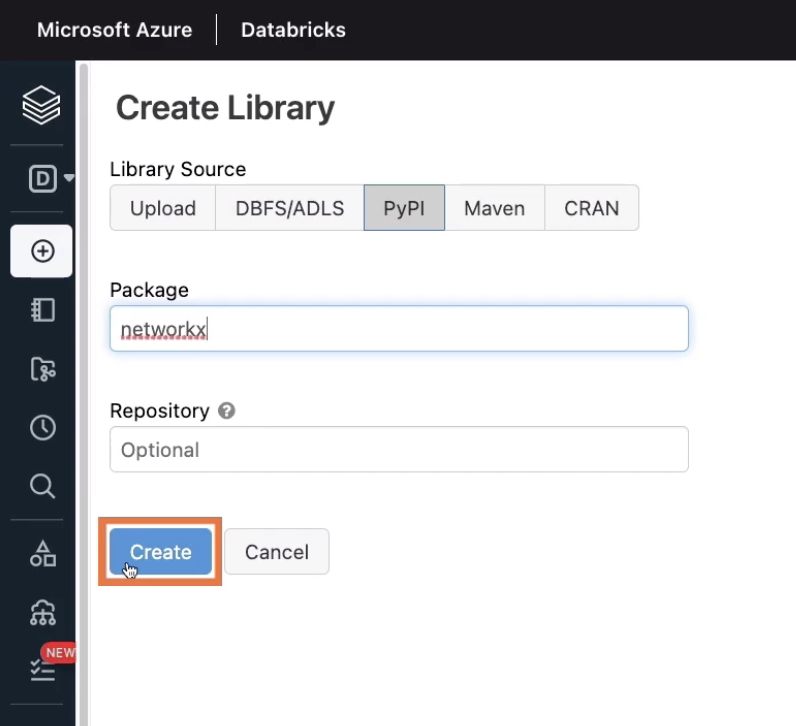 Microsoft Azure Databricks
Create Library
D
Library Source
Upload DBFS/ADLS PyPI Maven CRAN
Package
networkx
Repository ?
Optional
Create Cancel
NEW